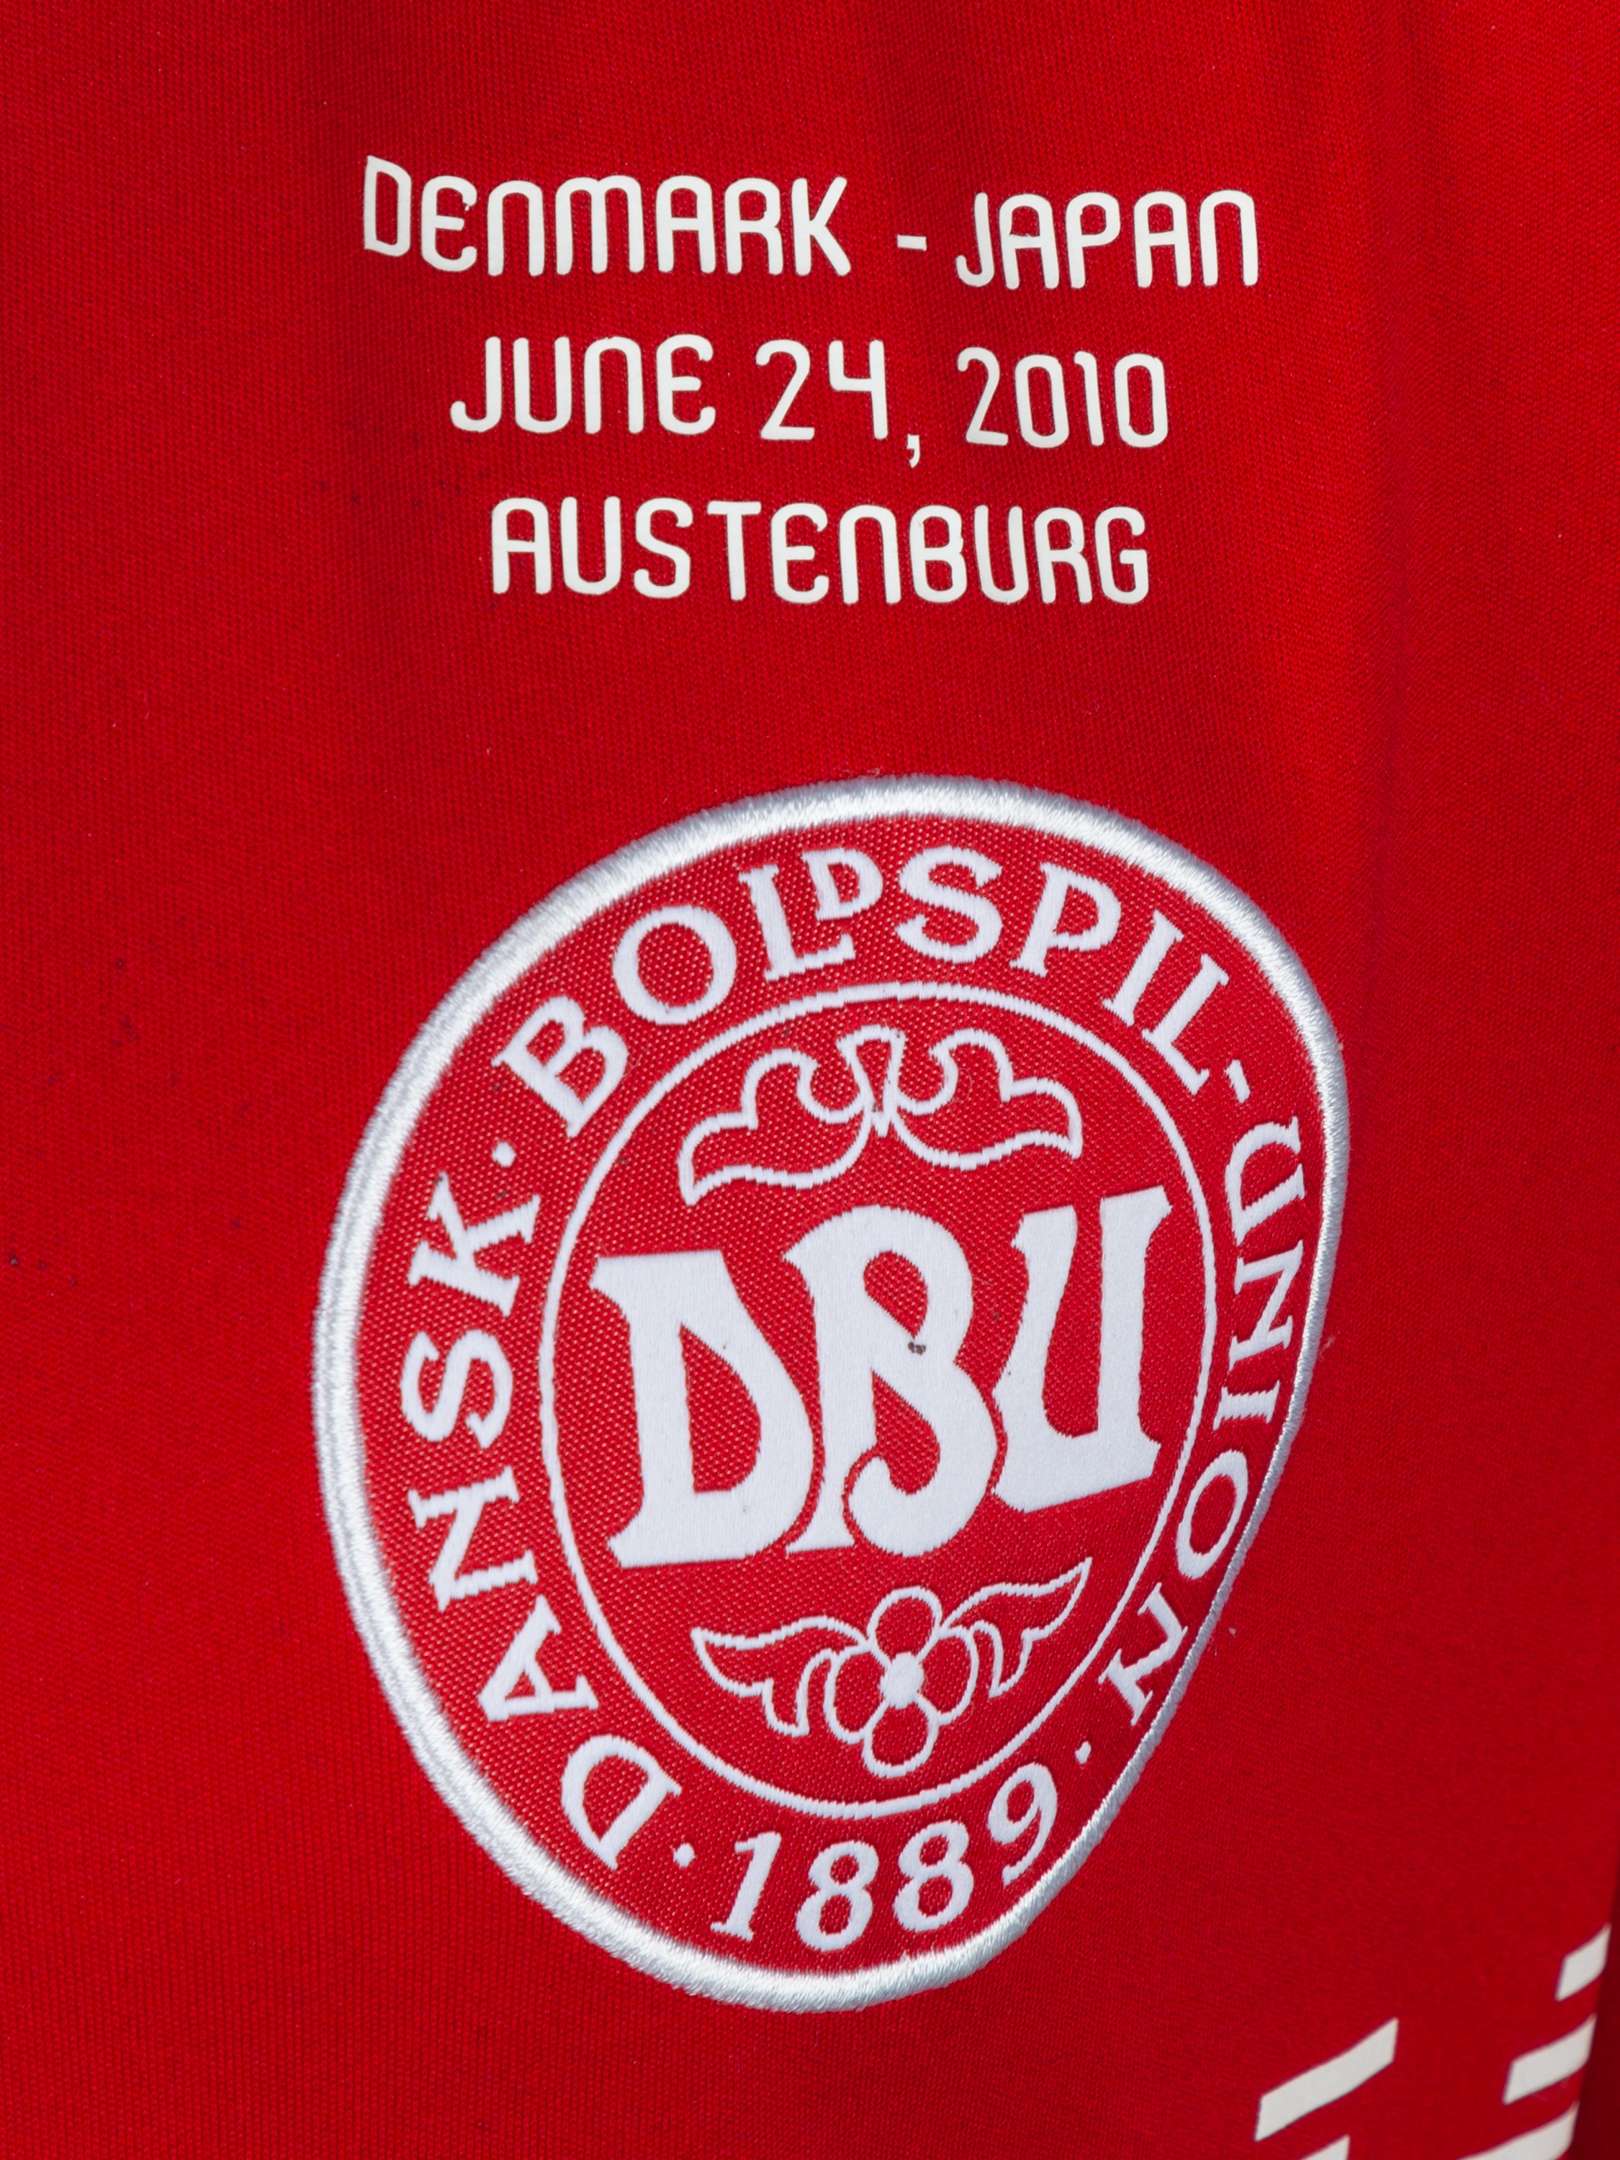 DENMARK - JAPAN
JUNE 24, 2010
AUSTENBURG
DANSK · BOLDSPIL-UNION · 1889 ·
DBU